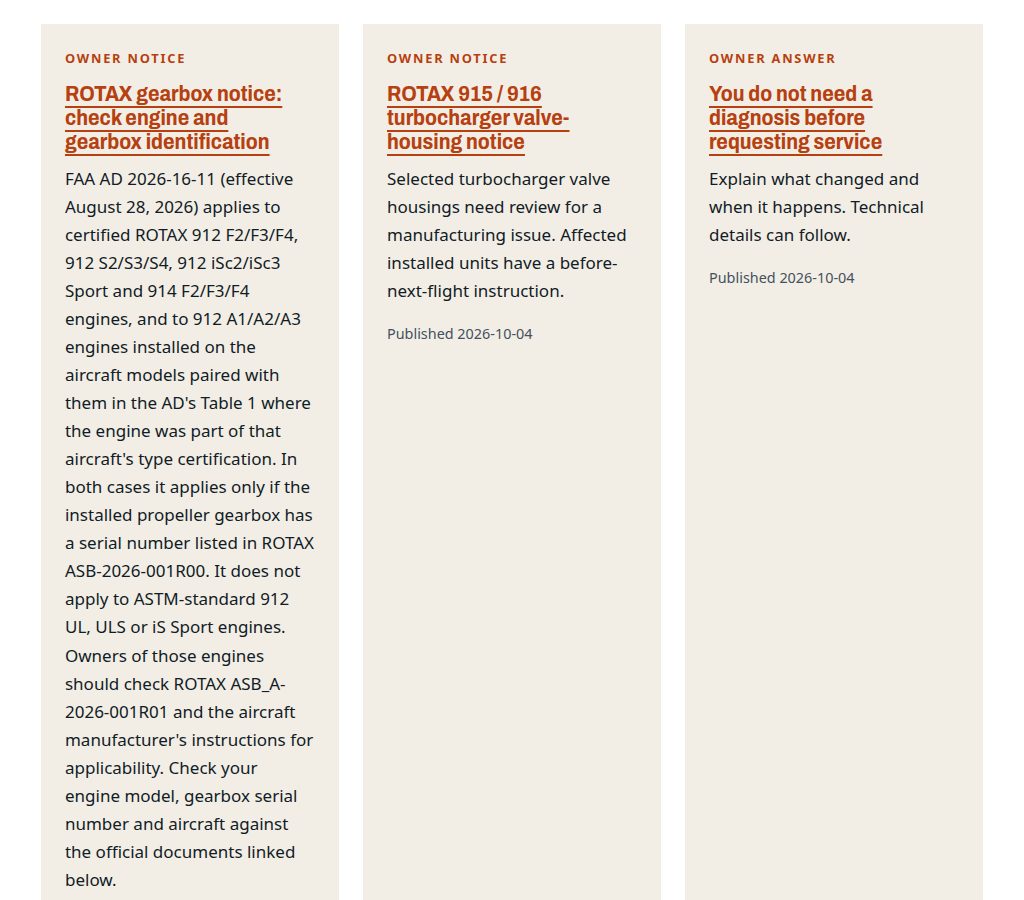 OWNER NOTICE
ROTAX gearbox notice:
check engine and
gearbox identification
FAA AD 2026-16-11 (effective
August 28, 2026) applies to
certified ROTAX 912 F2/F3/F4,
912 S2/S3/S4, 912 iSc2/iSc3
Sport and 914 F2/F3/F4
engines, and to 912 A1/A2/A3
engines installed on the
aircraft models paired with
them in the AD's Table 1 where
the engine was part of that
aircraft's type certification. In
both cases it applies only if the
installed propeller gearbox has
a serial number listed in ROTAX
ASB-2026-001R00. It does not
apply to ASTM-standard 912
UL, ULS or iS Sport engines.
Owners of those engines
should check ROTAX ASB_A-
2026-001R01 and the aircraft
manufacturer's instructions for
applicability. Check your
engine model, gearbox serial
number and aircraft against
the official documents linked
below.
OWNER NOTICE
ROTAX 915 / 916
turbocharger valve-
housing notice
Selected turbocharger valve
housings need review for a
manufacturing issue. Affected
installed units have a before-
next-flight instruction.
Published 2026-10-04
OWNER ANSWER
You do not need a
diagnosis before
requesting service
Explain what changed and
when it happens. Technical
details can follow.
Published 2026-10-04